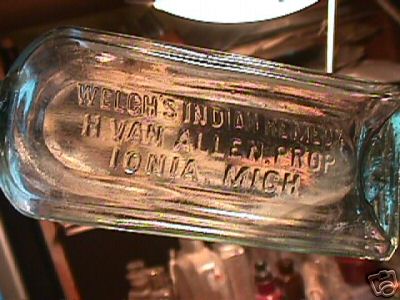 WELCH'S INDIAN REMEDY
H VAN ALLEN. PROP
IONIA. MICH